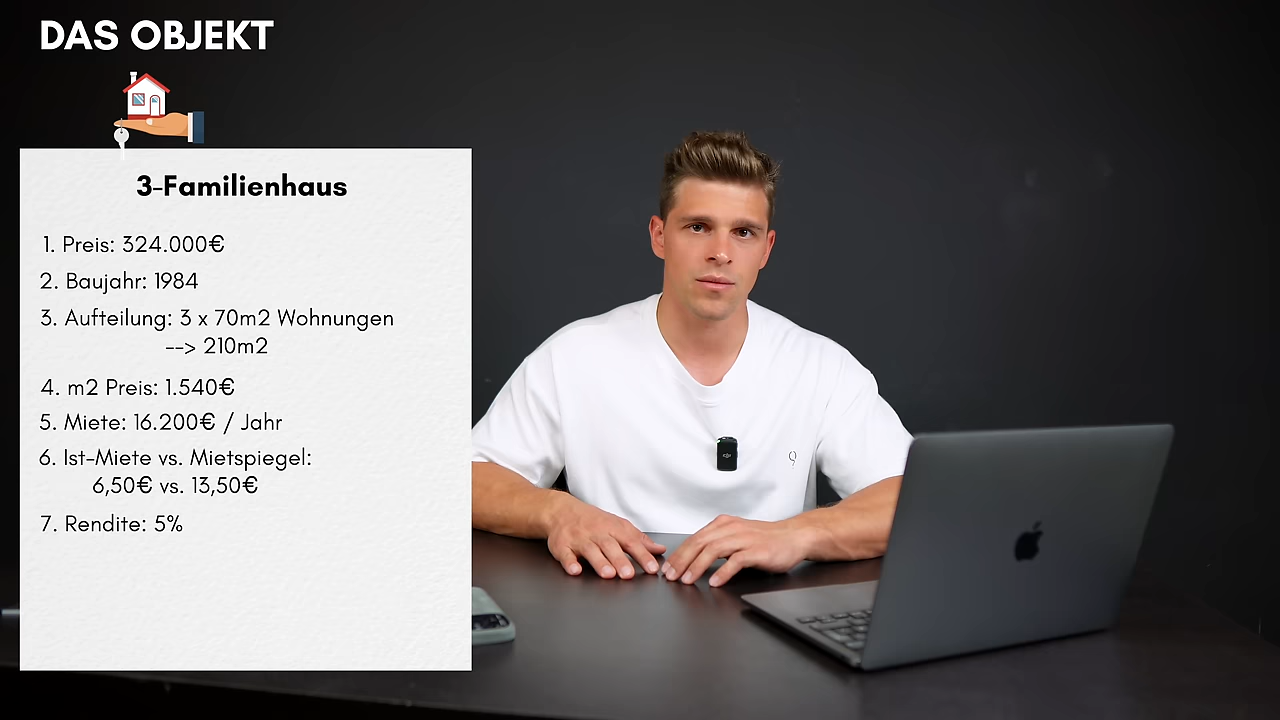 DAS OBJEKT
3-Familienhaus
1. Preis: 324.000€
2. Baujahr: 1984
3. Aufteilung: 3 x 70m2 Wohnungen
--> 210m2
4. m2 Preis: 1.540€
5. Miete: 16.200€ / Jahr
6. Ist-Miete vs. Mietspiegel:
6,50€ vs. 13,50€
7. Rendite: 5%